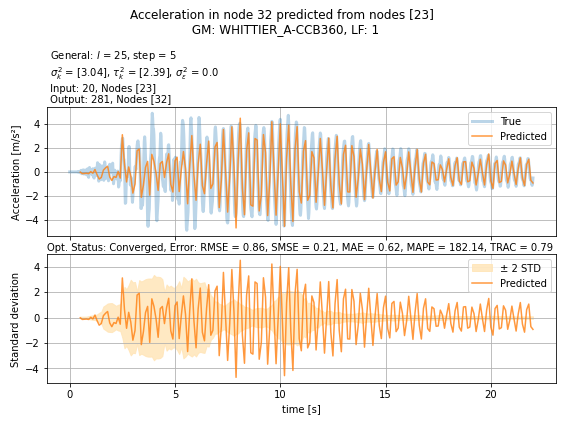 Acceleration in node 32 predicted from nodes [23]
GM: WHITTIER_A-CCB360, LF: 1
General: l = 25, step = 5
σ²ₖ = [3.04], τ²ₖ = [2.39], σ²ₑ = 0.0
Input: 20, Nodes [23]
Output: 281, Nodes [32]
True
Predicted
Acceleration [m/s²]
4
2
0
−2
−4
Opt. Status: Converged, Error: RMSE = 0.86, SMSE = 0.21, MAE = 0.62, MAPE = 182.14, TRAC = 0.79
± 2 STD
Predicted
Standard deviation
4
2
0
−2
−4
0 5 10 15 20
time [s]